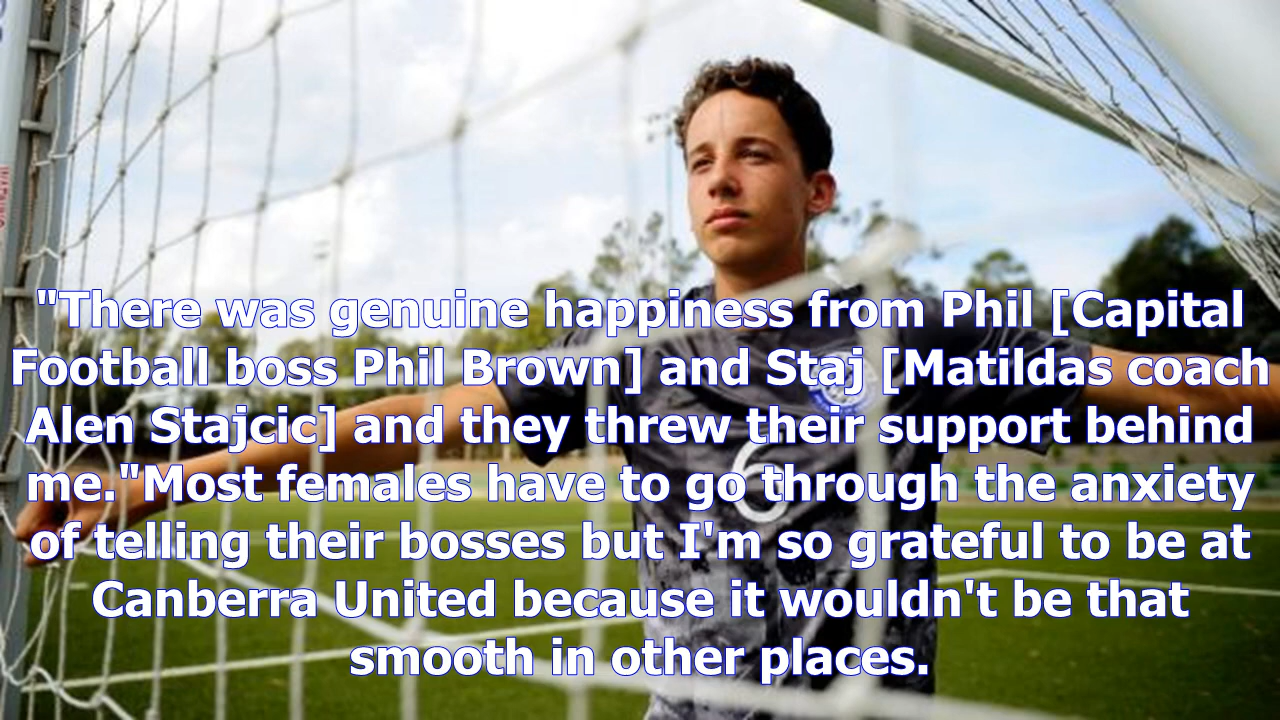 "There was genuine happiness from Phil [Capital
Football boss Phil Brown] and Staj [Matildas coach
Alen Stajcic] and they threw their support behind
me."Most females have to go through the anxiety
of telling their bosses but I'm so grateful to be at
Canberra United because it wouldn't be that
smooth in other places.
6